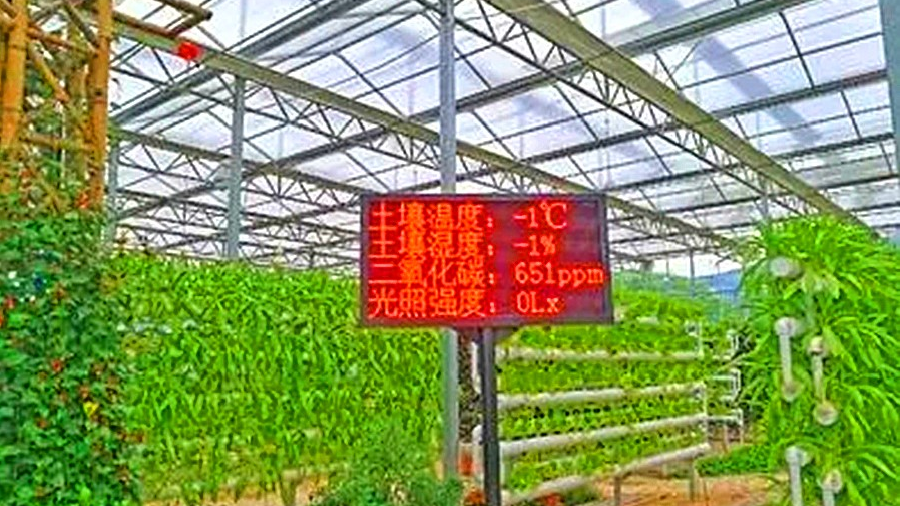 土壤温度：-1℃
土壤湿度：-1%
二氧化碳：651ppm
光照强度：0Lx